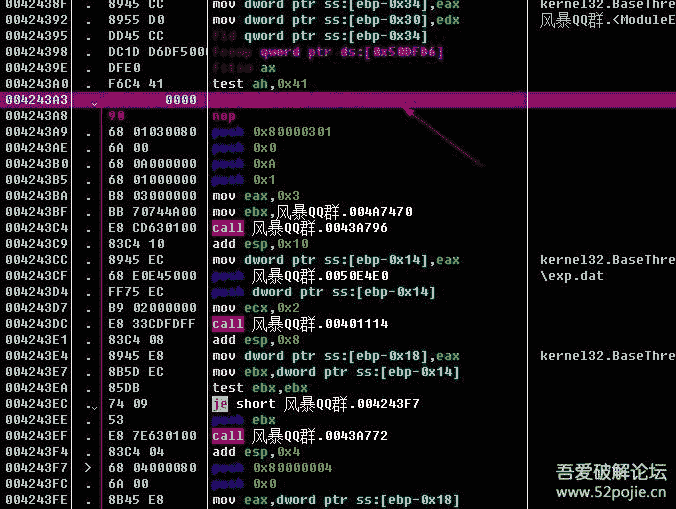 0042438F . 8945 CC mov dword ptr ss:[ebp-0x34],eax kernel32.BaseThre
00424392 . 8955 D0 mov dword ptr ss:[ebp-0x30],edx 风暴QQ群.<ModuleE
00424395 . DD45 CC fld qword ptr ss:[ebp-0x34]
00424398 . DC1D D6DF5000 fcomp qword ptr ds:[0x50DFD6]
0042439E . DFE0 fstsw ax
004243A0 . F6C4 41 test ah,0x41
004243A3 0000
004243A8 90 nop
004243A9 . 68 01030080 push 0x80000301
004243AE . 6A 00 push 0x0
004243B0 . 68 0A000000 push 0xA
004243B5 . 68 01000000 push 0x1
004243BA . B8 03000000 mov eax,0x3
004243BF . BB 70744A00 mov ebx,风暴QQ群.004A7470
004243C4 . E8 CD630100 call 风暴QQ群.0043A796
004243C9 . 83C4 10 add esp,0x10
004243CC . 8945 EC mov dword ptr ss:[ebp-0x14],eax kernel32.BaseThre
004243CF . 68 E0E45000 push 风暴QQ群.0050E4E0 \exp.dat
004243D4 . FF75 EC push dword ptr ss:[ebp-0x14]
004243D7 . B9 02000000 mov ecx,0x2
004243DC . E8 33CDFDFF call 风暴QQ群.00401114
004243E1 . 83C4 08 add esp,0x8
004243E4 . 8945 E8 mov dword ptr ss:[ebp-0x18],eax kernel32.BaseThre
004243E7 . 8B5D EC mov ebx,dword ptr ss:[ebp-0x14]
004243EA . 85DB test ebx,ebx
004243EC . 74 09 je short 风暴QQ群.004243F7
004243EE . 53 push ebx
004243EF . E8 7E630100 call 风暴QQ群.0043A772
004243F4 . 83C4 04 add esp,0x4
004243F7 > 68 04000080 push 0x80000004
004243FC . 6A 00 push 0x0
004243FE . 8B45 E8 mov eax,dword ptr ss:[ebp-0x18]
吾爱破解论坛
www.52pojie.cn